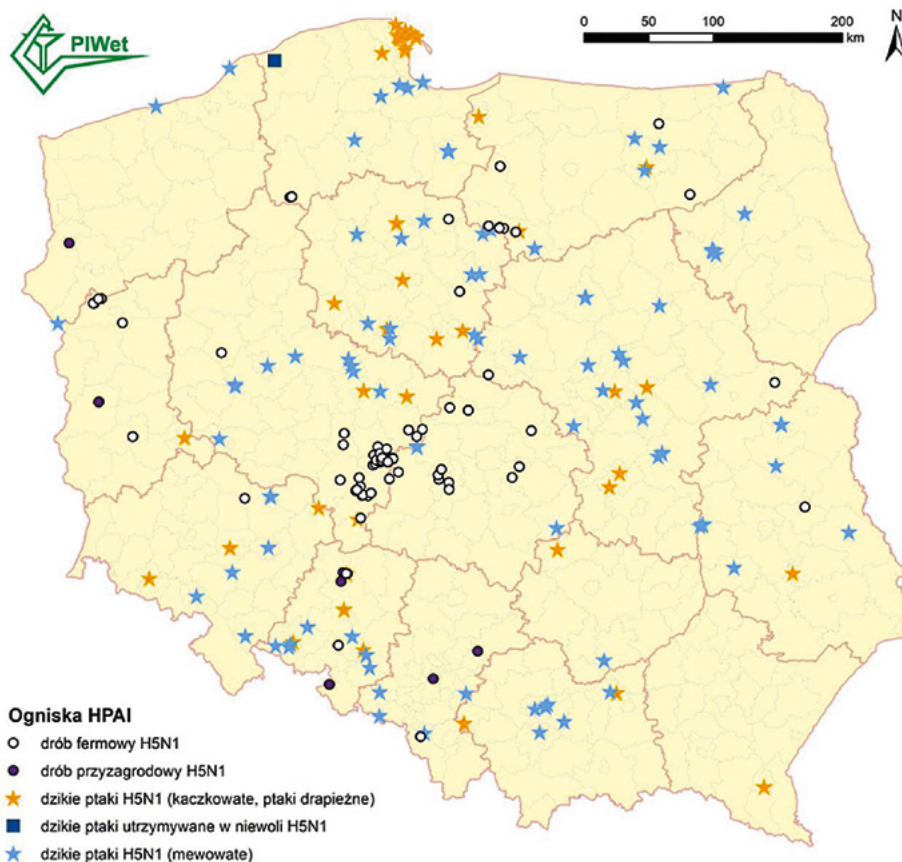 PIWet
0 50 100 200
km
N
Ogniska HPAI
drób fermowy H5N1
drób przyzagrodowy H5N1
dzikie ptaki H5N1 (kaczkowate, ptaki drapieżne)
dzikie ptaki utrzymywane w niewoli H5N1
dzikie ptaki H5N1 (mewowate)